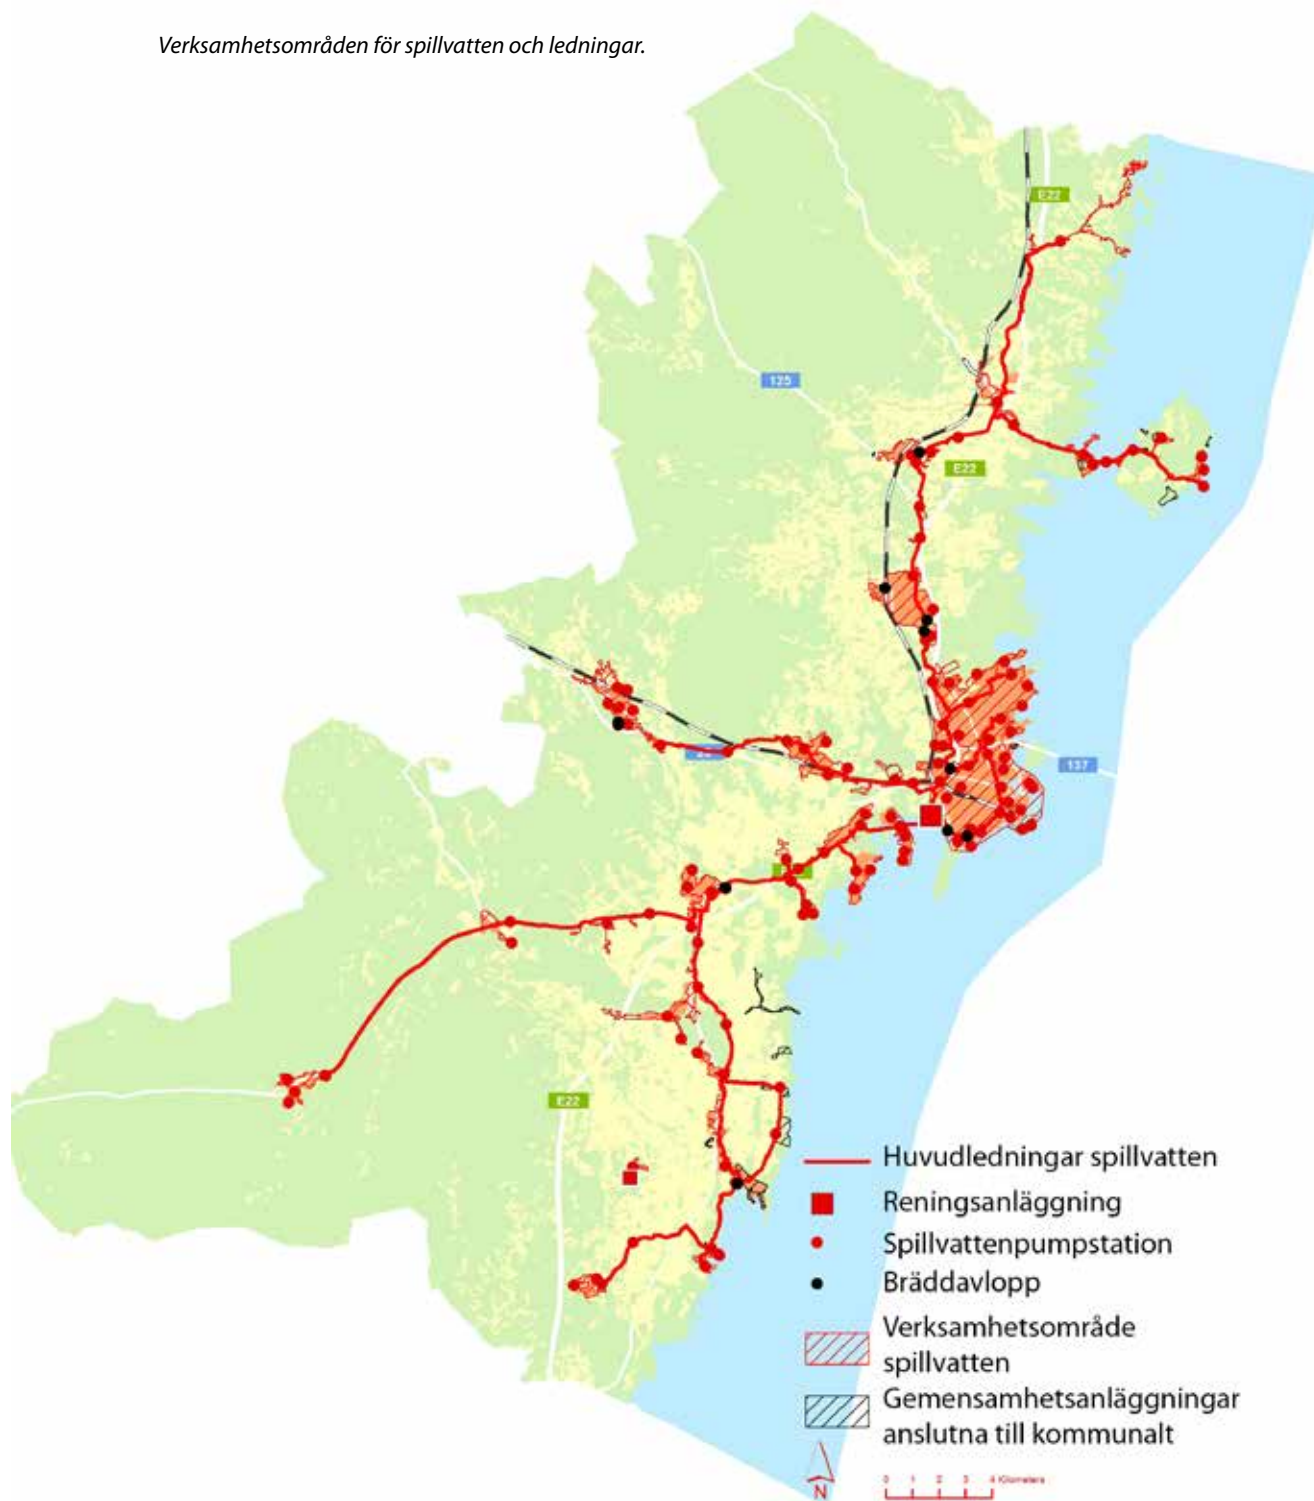 Verksamhetsområden för spillvatten och ledningar.
E22
125
E22
137
E22
Huvudledningar spillvatten
Reningsanläggning
Spillvattenpumpstation
Bräddavlopp
Verksamhetsområde
spillvatten
Gemensamhetsanläggningar
anslutna till kommunalt
N
0 1 2 3 4 Kilometers